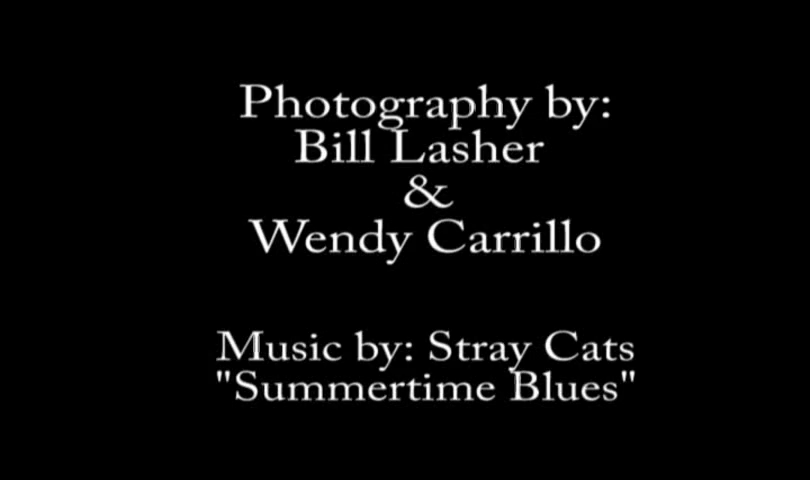 Photography by:
Bill Lasher
&
Wendy Carrillo
Music by: Stray Cats
"Summertime Blues"